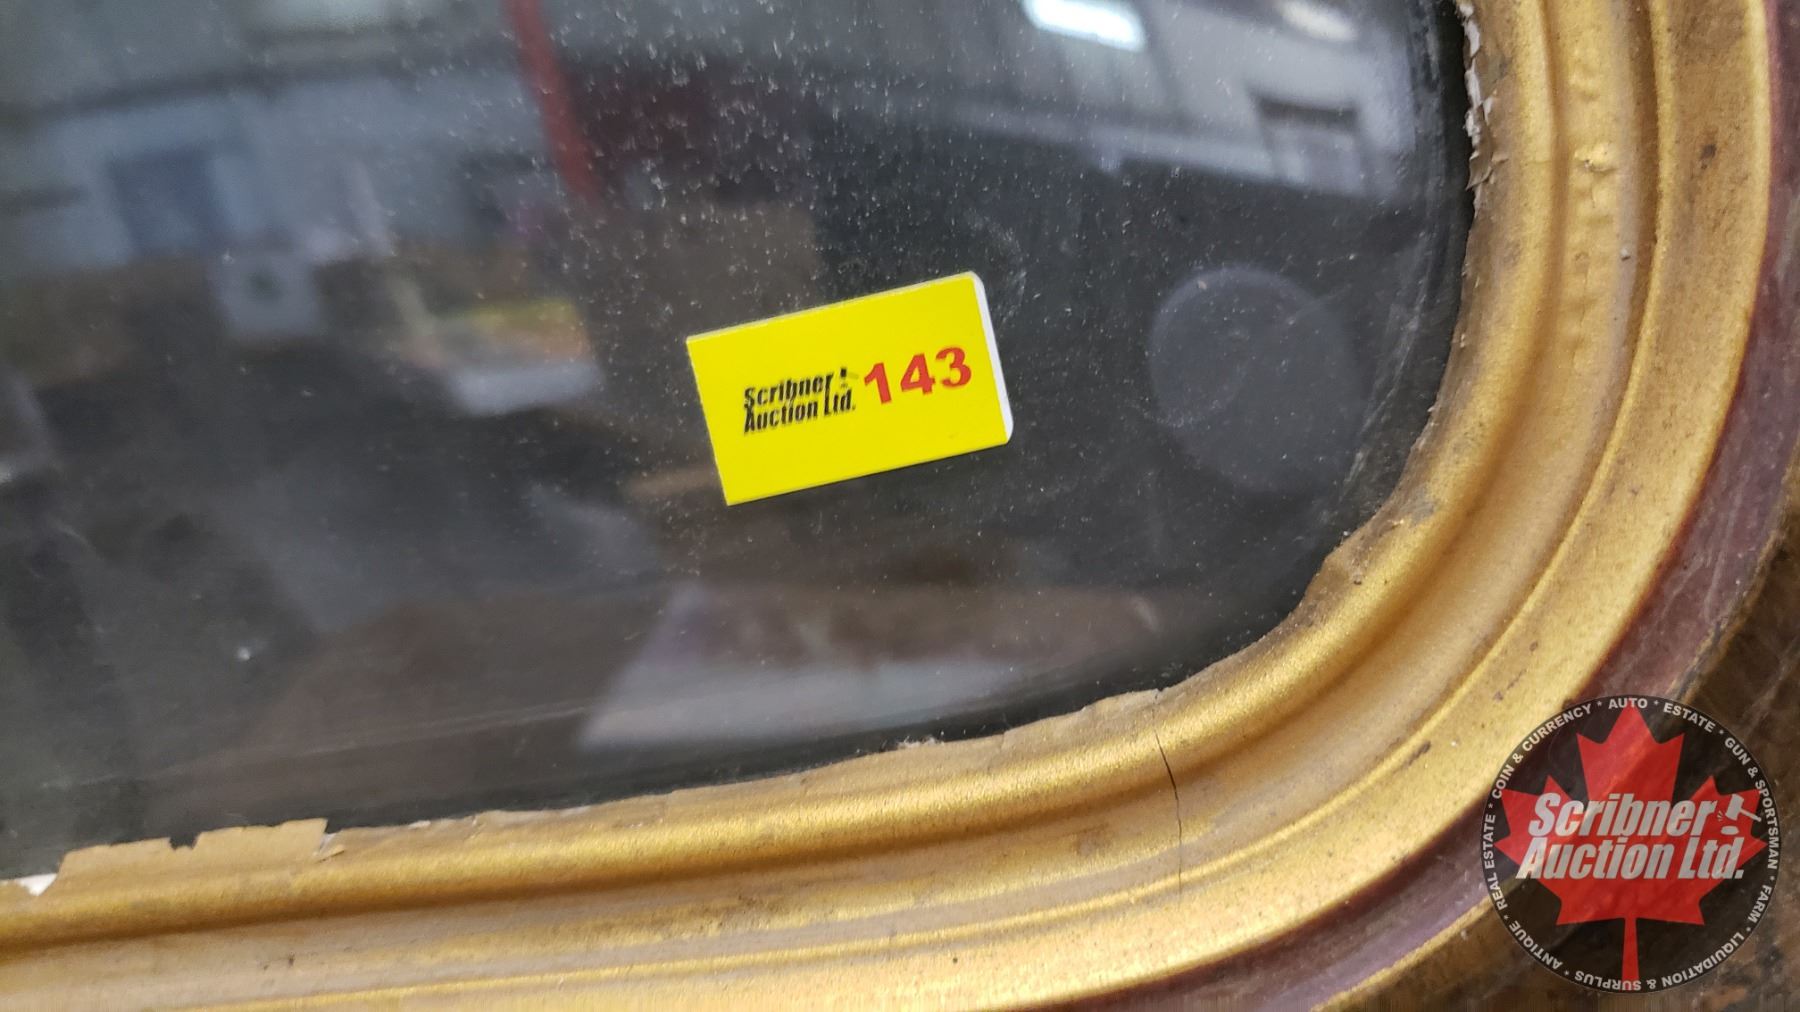 Scribner
Auction Ltd.
143
Scribner
Auction Ltd.
* REAL ESTATE * COIN & CURRENCY * AUTO * ESTATE * GUN & SPORTSMAN * FARM * LIQUIDATION & SURPLUS * ANTIQUE